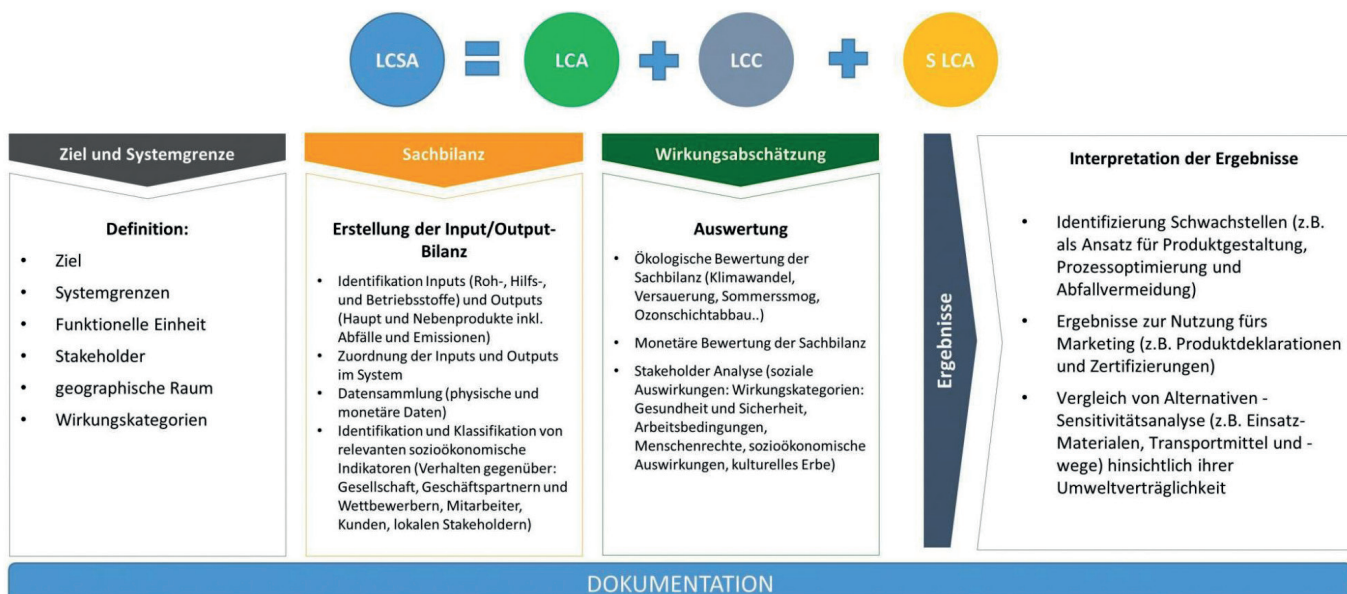 LCSA
LCA
LCC
S LCA
Ziel und Systemgrenze
Definition:
• Ziel
• Systemgrenzen
• Funktionelle Einheit
• Stakeholder
• geographische Raum
• Wirkungskategorien
Sachbilanz
Erstellung der Input/Output-
Bilanz
• Identifikation Inputs (Roh-, Hilfs-,
und Betriebsstoffe) und Outputs
(Haupt und Nebenprodukte inkl.
Abfälle und Emissionen)
• Zuordnung der Inputs und Outputs
im System
• Datensammlung (physische und
monetäre Daten)
• Identifikation und Klassifikation von
relevanten sozioökonomische
Indikatoren (Verhalten gegenüber:
Gesellschaft, Geschäftspartnern und
Wettbewerbern, Mitarbeiter,
Kunden, lokalen Stakeholdern)
Wirkungsabschätzung
Auswertung
• Ökologische Bewertung der
Sachbilanz (Klimawandel,
Versauerung, Sommerssmog,
Ozonschichtabbau..)
• Monetäre Bewertung der Sachbilanz
• Stakeholder Analyse (soziale
Auswirkungen: Wirkungskategorien:
Gesundheit und Sicherheit,
Arbeitsbedingungen,
Menschenrechte, sozioökonomische
Auswirkungen, kulturelles Erbe)
Ergebnisse
Interpretation der Ergebnisse
• Identifizierung Schwachstellen (z.B.
als Ansatz für Produktgestaltung,
Prozessoptimierung und
Abfallvermeidung)
• Ergebnisse zur Nutzung fürs
Marketing (z.B. Produktdeklarationen
und Zertifizierungen)
• Vergleich von Alternativen -
Sensitivitätsanalyse (z.B. Einsatz-
Materialen, Transportmittel und -
wege) hinsichtlich ihrer
Umweltverträglichkeit
DOKUMENTATION